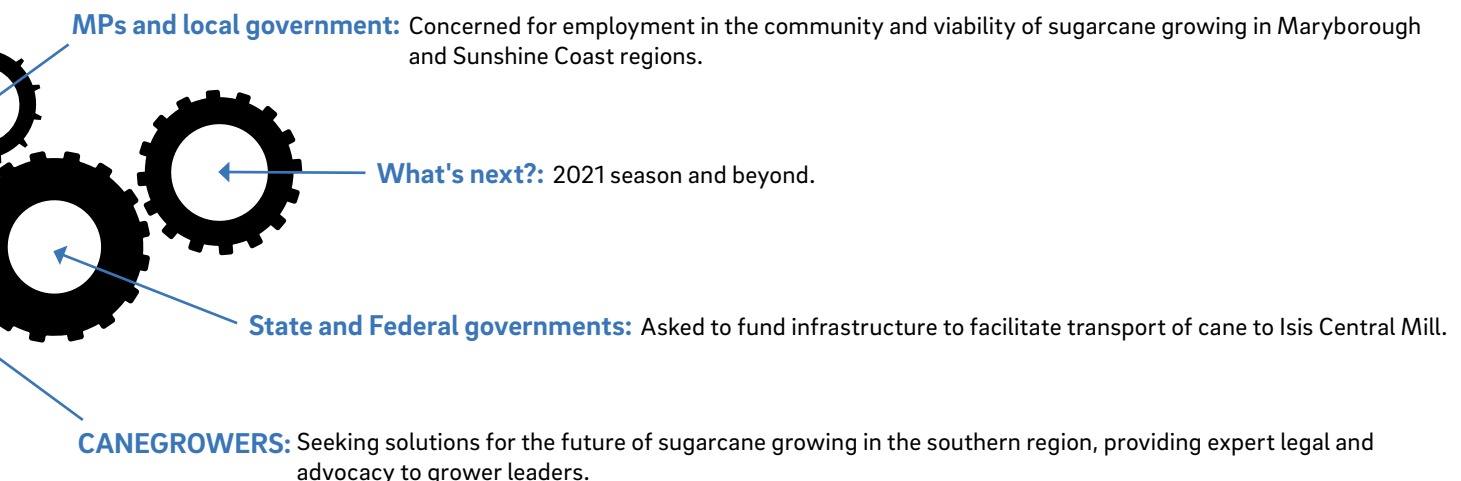 MPs and local government: Concerned for employment in the community and viability of sugarcane growing in Maryborough
and Sunshine Coast regions.
What's next?: 2021 season and beyond.
State and Federal governments: Asked to fund infrastructure to facilitate transport of cane to Isis Central Mill.
CANEGROWERS: Seeking solutions for the future of sugarcane growing in the southern region, providing expert legal and
advocacy to grower leaders.